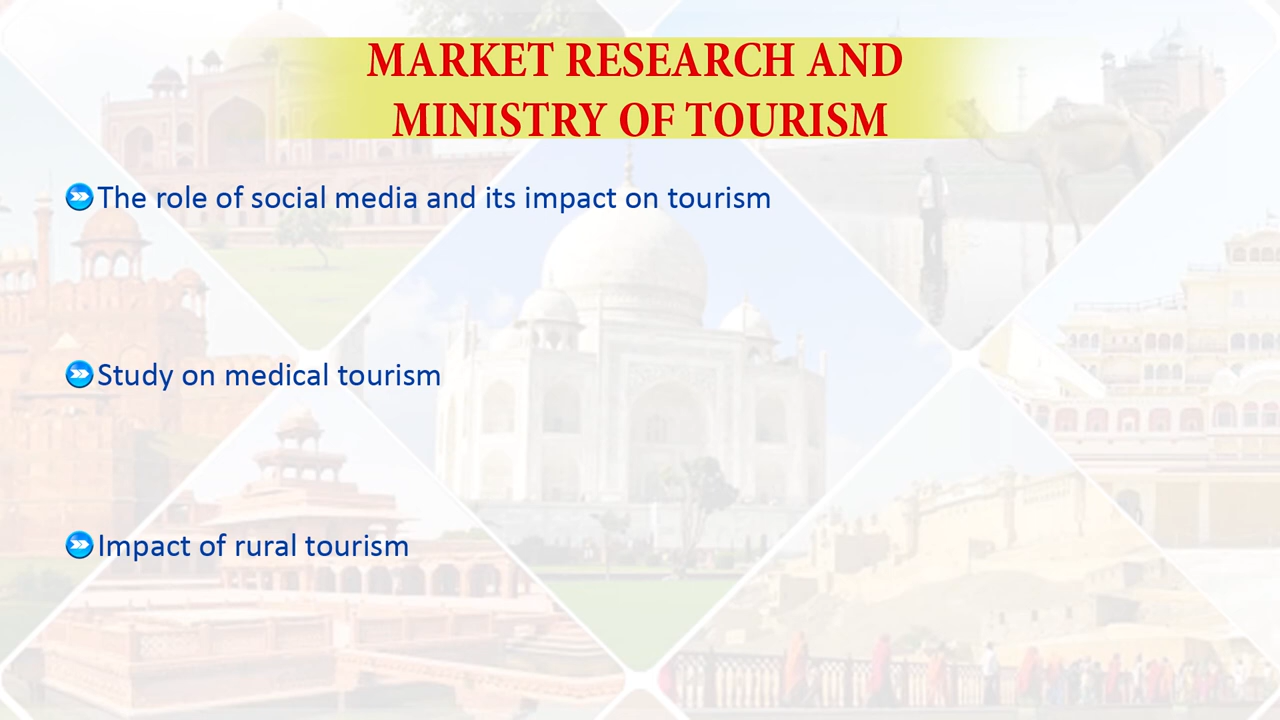 MARKET RESEARCH AND
MINISTRY OF TOURISM
The role of social media and its impact on tourism
Study on medical tourism
Impact of rural tourism